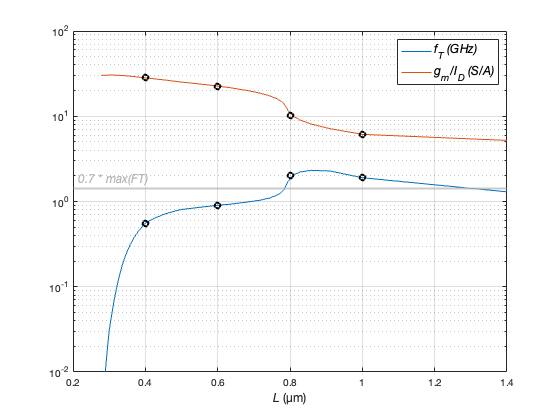 10²
f_T (GHz)
g_m/I_D (S/A)
10¹
0.7 * max(FT)
10⁰
10⁻¹
10⁻²
0.2 0.4 0.6 0.8 1 1.2 1.4
L (μm)